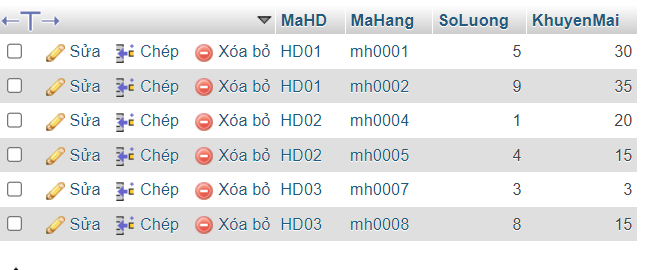 MaHD MaHang SoLuong KhuyenMai
Sửa Chép Xóa bỏ HD01 mh0001 5 30
Sửa Chép Xóa bỏ HD01 mh0002 9 35
Sửa Chép Xóa bỏ HD02 mh0004 1 20
Sửa Chép Xóa bỏ HD02 mh0005 4 15
Sửa Chép Xóa bỏ HD03 mh0007 3 3
Sửa Chép Xóa bỏ HD03 mh0008 8 15